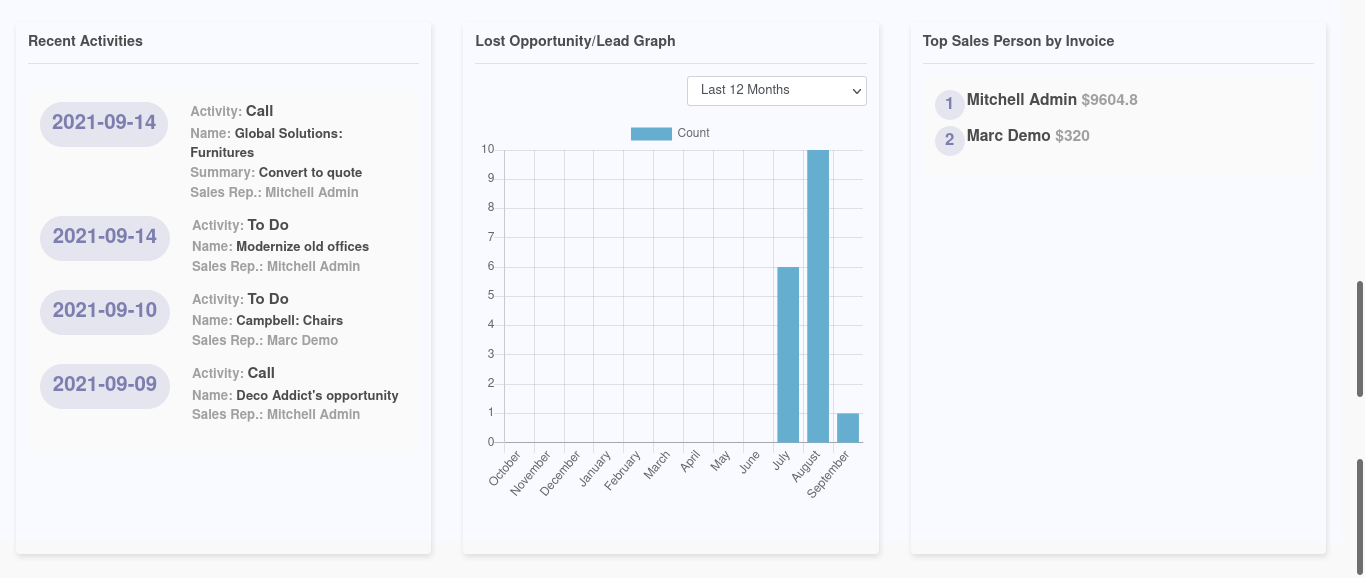 Recent Activities
2021-09-14
Activity: Call
Name: Global Solutions:
Furnitures
Summary: Convert to quote
Sales Rep.: Mitchell Admin
2021-09-14
Activity: To Do
Name: Modernize old offices
Sales Rep.: Mitchell Admin
2021-09-10
Activity: To Do
Name: Campbell: Chairs
Sales Rep.: Marc Demo
2021-09-09
Activity: Call
Name: Deco Addict's opportunity
Sales Rep.: Mitchell Admin
Lost Opportunity/Lead Graph
Last 12 Months
Count
10
9
8
7
6
5
4
3
2
1
0
October
November
December
January
February
March
April
May
June
July
August
September
Top Sales Person by Invoice
1 Mitchell Admin $9604.8
2 Marc Demo $320